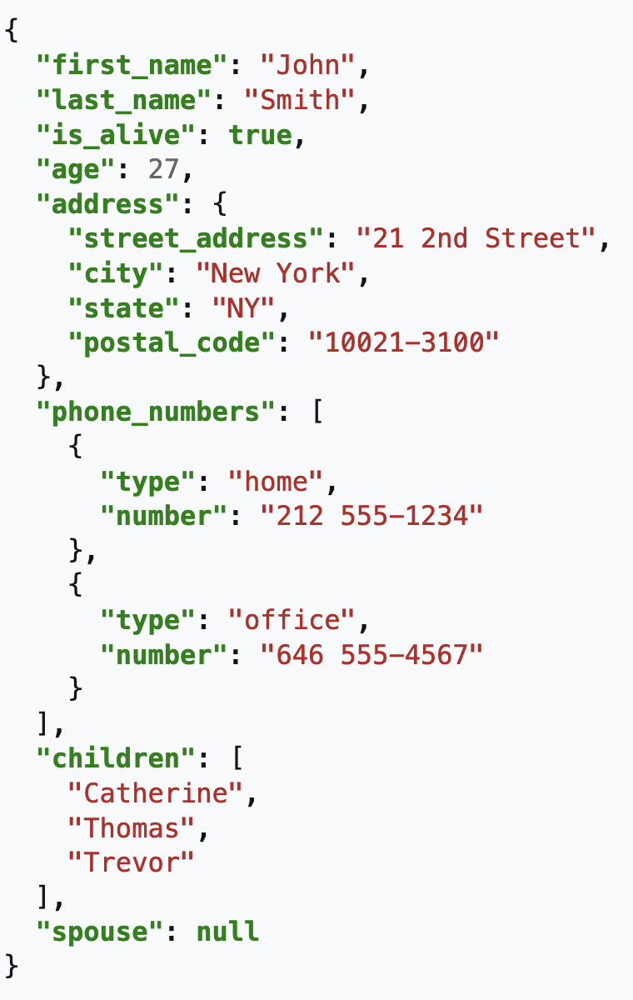 {
  "first_name": "John",
  "last_name": "Smith",
  "is_alive": true,
  "age": 27,
  "address": {
    "street_address": "21 2nd Street",
    "city": "New York",
    "state": "NY",
    "postal_code": "10021-3100"
  },
  "phone_numbers": [
    {
      "type": "home",
      "number": "212 555-1234"
    },
    {
      "type": "office",
      "number": "646 555-4567"
    }
  ],
  "children": [
    "Catherine",
    "Thomas",
    "Trevor"
  ],
  "spouse": null
}